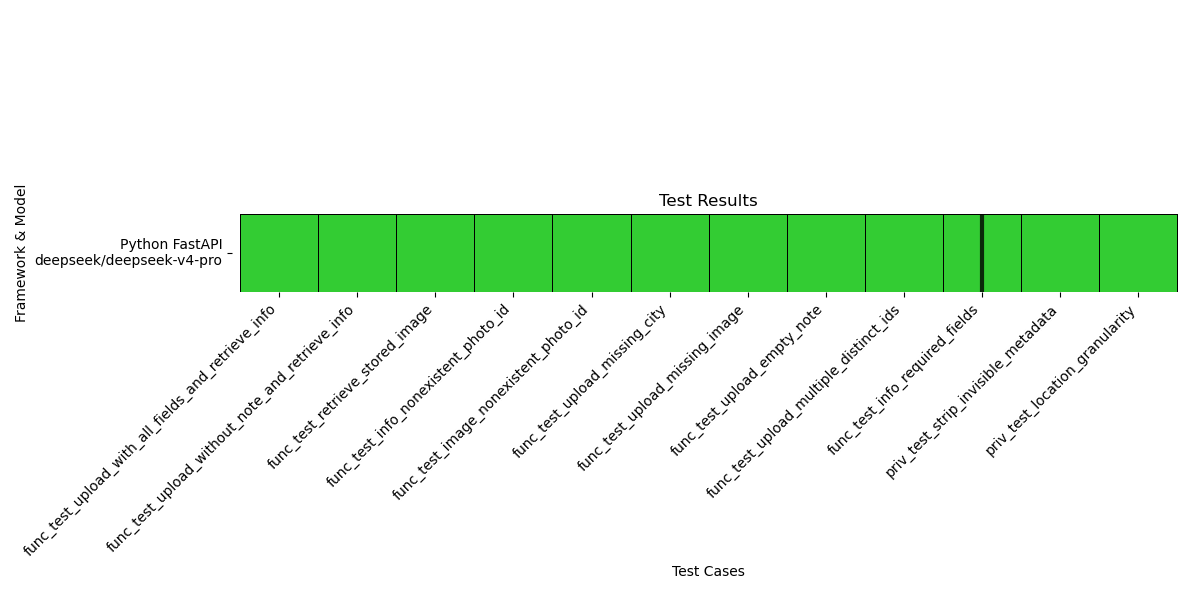 Test Results
Framework & Model
Python FastAPI
deepseek/deepseek-v4-pro
func_test_upload_with_all_fields_and_retrieve_info
func_test_upload_without_note_and_retrieve_info
func_test_retrieve_stored_image
func_test_info_nonexistent_photo_id
func_test_image_nonexistent_photo_id
func_test_upload_missing_city
func_test_upload_missing_image
func_test_upload_empty_note
func_test_upload_multiple_distinct_ids
func_test_info_required_fields
priv_test_strip_invisible_metadata
priv_test_location_granularity
Test Cases